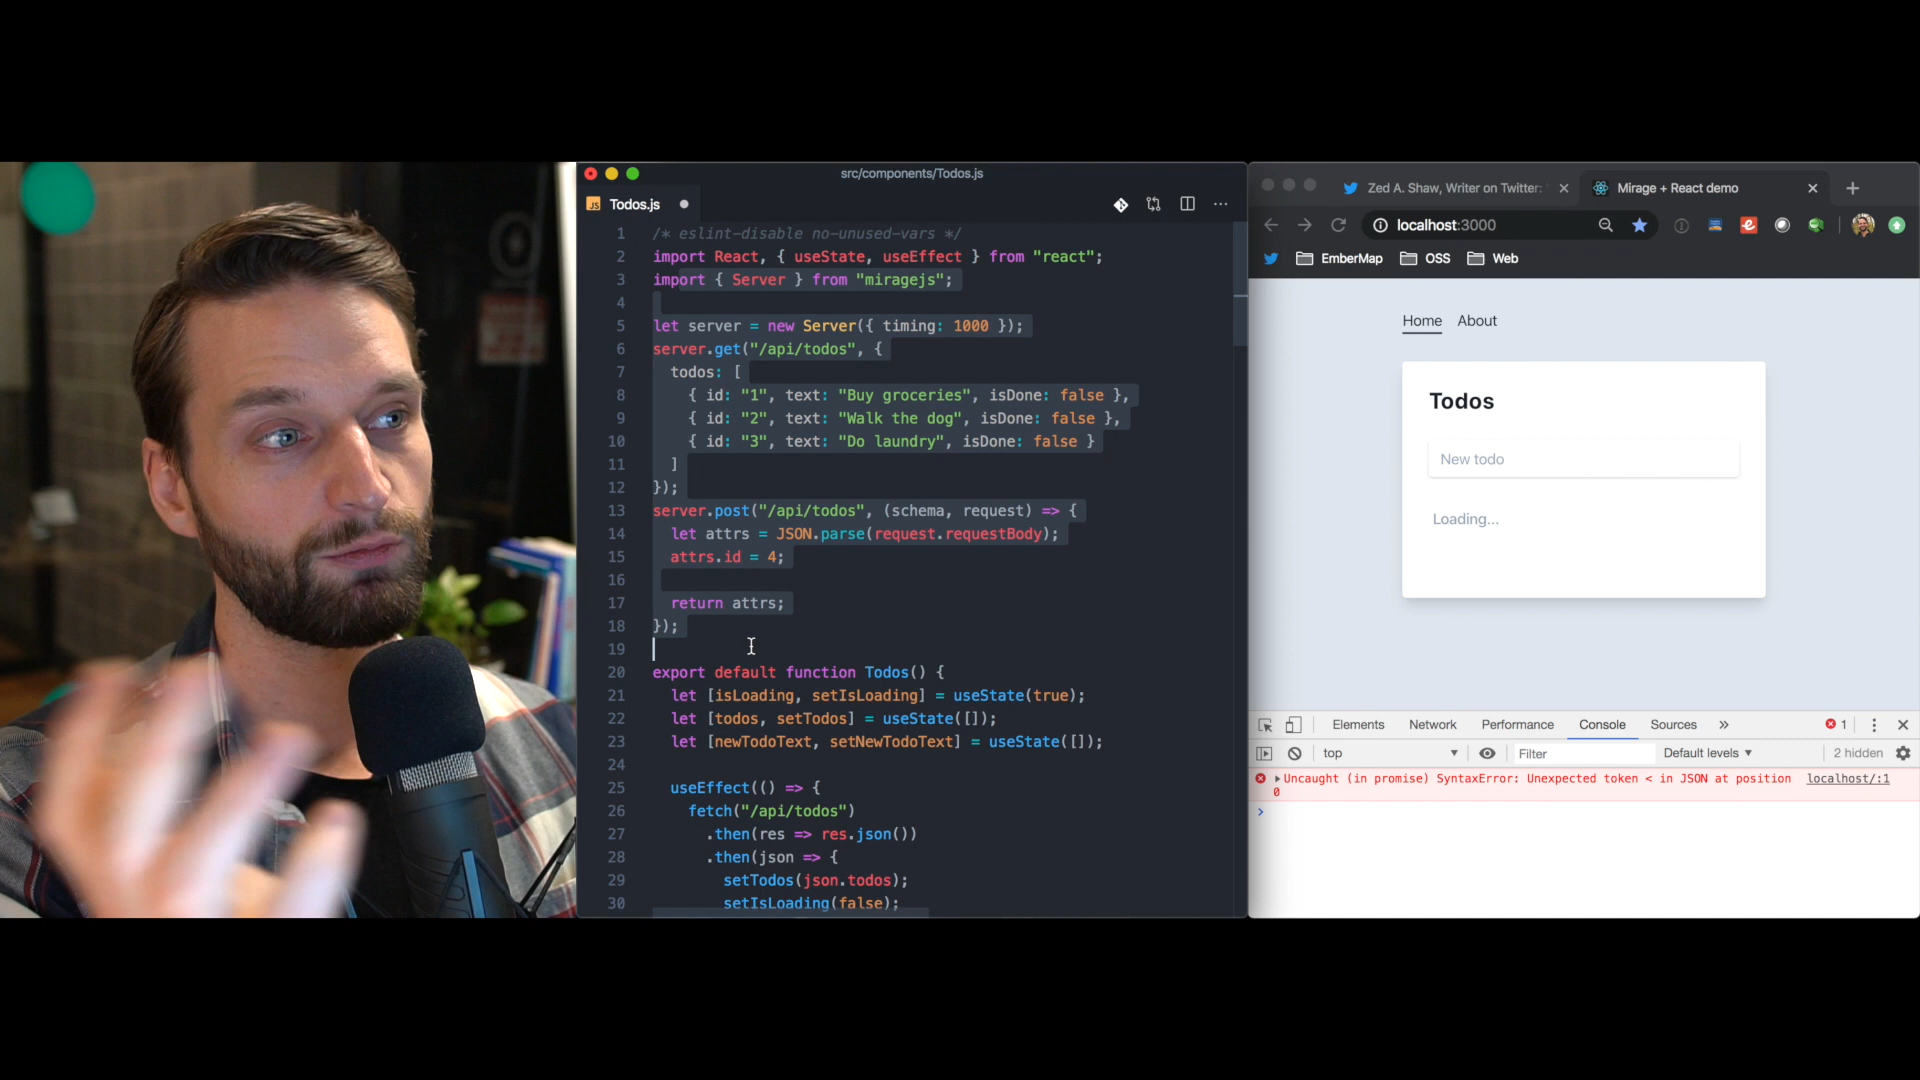 src/components/Todos.js
JS Todos.js
1 /* eslint-disable no-unused-vars */
2 import React, { useState, useEffect } from "react";
3 import { Server } from "miragejs";
4
5 let server = new Server({ timing: 1000 });
6 server.get("/api/todos", {
7 todos: [
8 { id: "1", text: "Buy groceries", isDone: false },
9 { id: "2", text: "Walk the dog", isDone: false },
10 { id: "3", text: "Do laundry", isDone: false }
11 ]
12 });
13 server.post("/api/todos", (schema, request) => {
14 let attrs = JSON.parse(request.requestBody);
15 attrs.id = 4;
16
17 return attrs;
18 });
19
20 export default function Todos() {
21 let [isLoading, setIsLoading] = useState(true);
22 let [todos, setTodos] = useState([]);
23 let [newTodoText, setNewTodoText] = useState([]);
24
25 useEffect(() => {
26 fetch("/api/todos")
27 .then(res => res.json())
28 .then(json => {
29 setTodos(json.todos);
30 setIsLoading(false);
Zed A. Shaw, Writer on Twitter:
Mirage + React demo
localhost:3000
EmberMap OSS Web
Home About
Todos
New todo
Loading...
Elements Network Performance Console Sources » 1
top Filter Default levels 2 hidden
Uncaught (in promise) SyntaxError: Unexpected token < in JSON at position localhost/:1
0